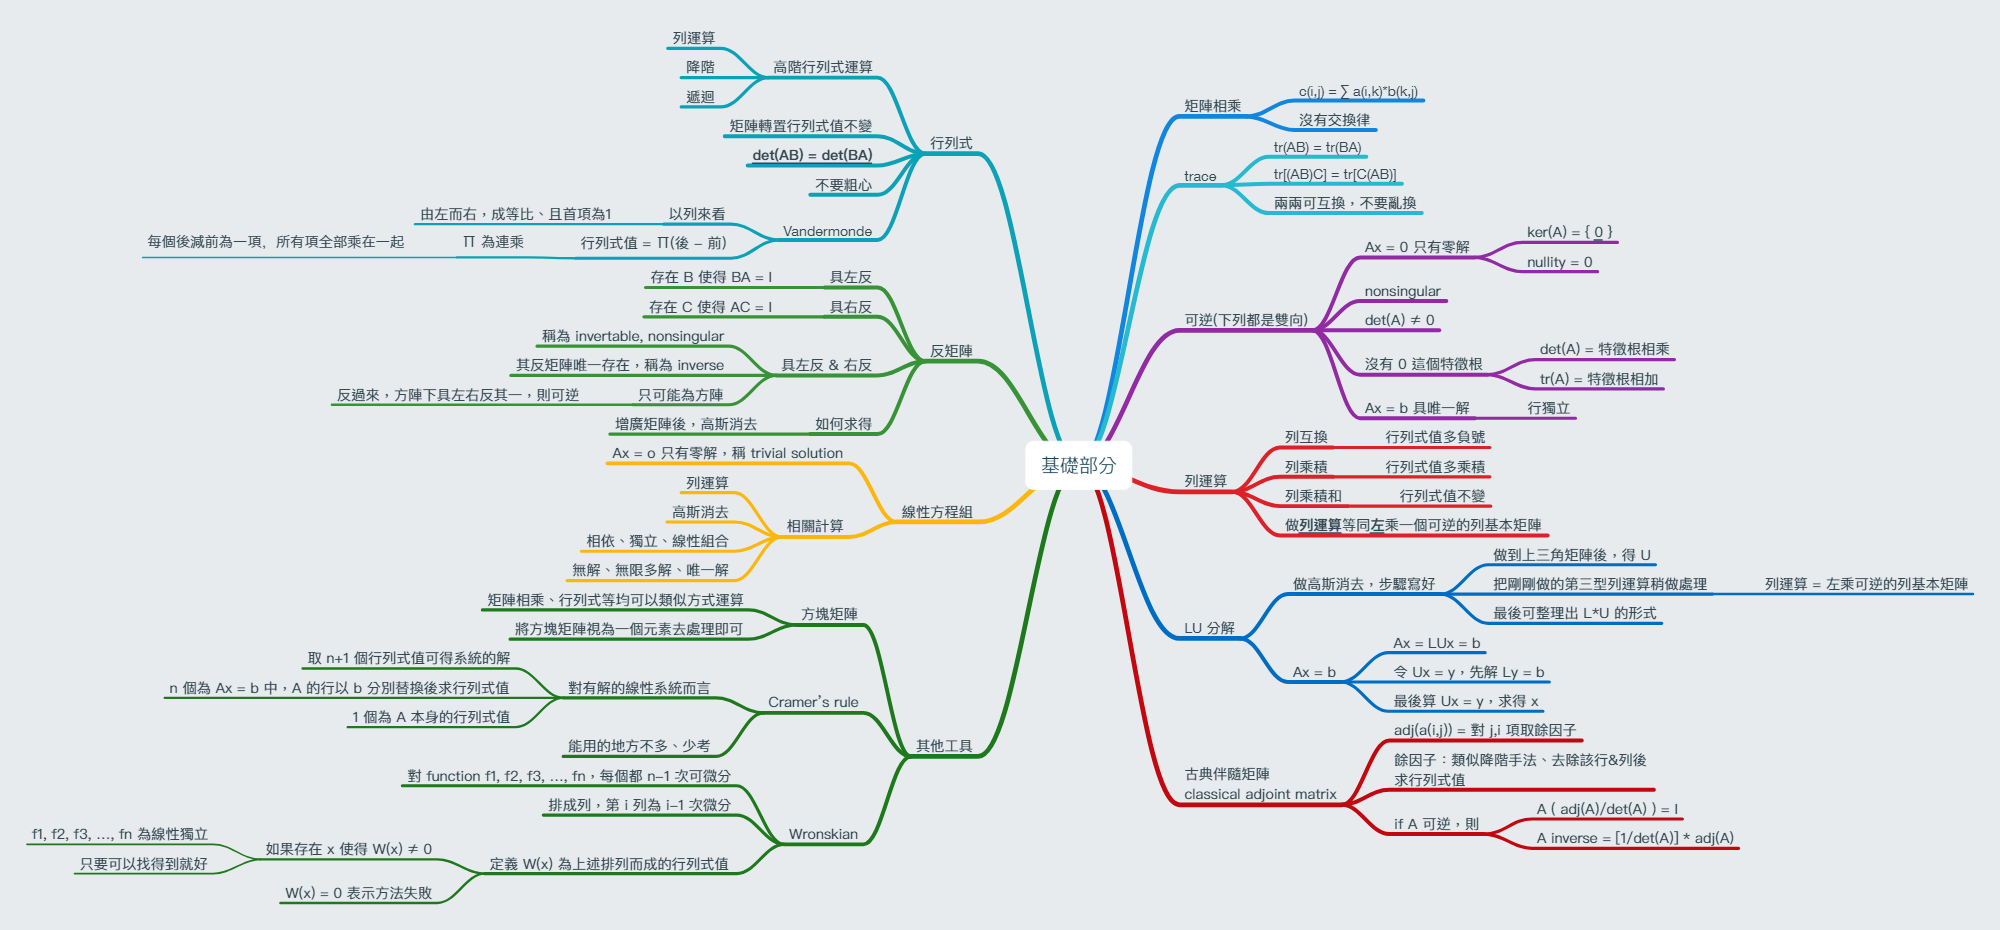 基礎部分
行列式
高階行列式運算
列運算
降階
遞迴
矩陣轉置行列式值不變
det(AB) = det(BA)
不要粗心
Vandermonde
以列來看
由左而右，成等比、且首項為1
行列式值 = ∏(後 – 前)
∏ 為連乘
每個後減前為一項，所有項全部乘在一起
反矩陣
具左反
存在 B 使得 BA = I
具右反
存在 C 使得 AC = I
具左反 & 右反
稱為 invertable, nonsingular
其反矩陣唯一存在，稱為 inverse
只可能為方陣
反過來，方陣下具左右反其一，則可逆
如何求得
增廣矩陣後，高斯消去
線性方程組
Ax = o 只有零解，稱 trivial solution
相關計算
列運算
高斯消去
相依、獨立、線性組合
無解、無限多解、唯一解
其他工具
方塊矩陣
矩陣相乘、行列式等均可以類似方式運算
將方塊矩陣視為一個元素去處理即可
Cramer's rule
對有解的線性系統而言
取 n+1 個行列式值可得系統的解
n 個為 Ax = b 中，A 的行以 b 分別替換後求行列式值
1 個為 A 本身的行列式值
能用的地方不多、少考
Wronskian
對 function f1, f2, f3, ..., fn，每個都 n–1 次可微分
排成列，第 i 列為 i–1 次微分
定義 W(x) 為上述排列而成的行列式值
如果存在 x 使得 W(x) ≠ 0
f1, f2, f3, ..., fn 為線性獨立
只要可以找得到就好
W(x) = 0 表示方法失敗
矩陣相乘
c(i,j) = ∑ a(i,k)*b(k,j)
沒有交換律
trace
tr(AB) = tr(BA)
tr[(AB)C] = tr[C(AB)]
兩兩可互換，不要亂換
可逆(下列都是雙向)
Ax = 0 只有零解
ker(A) = { 0 }
nullity = 0
nonsingular
det(A) ≠ 0
沒有 0 這個特徵根
det(A) = 特徵根相乘
tr(A) = 特徵根相加
Ax = b 具唯一解
行獨立
列運算
列互換
行列式值多負號
列乘積
行列式值多乘積
列乘積和
行列式值不變
做列運算等同左乘一個可逆的列基本矩陣
LU 分解
做高斯消去，步驟寫好
做到上三角矩陣後，得 U
把剛剛做的第三型列運算稍做處理
列運算 = 左乘可逆的列基本矩陣
最後可整理出 L*U 的形式
Ax = b
Ax = LUx = b
令 Ux = y，先解 Ly = b
最後算 Ux = y，求得 x
古典伴隨矩陣
classical adjoint matrix
adj(a(i,j)) = 對 j,i 項取餘因子
餘因子：類似降階手法、去除該行&列後
求行列式值
if A 可逆，則
A ( adj(A)/det(A) ) = I
A inverse = [1/det(A)] * adj(A)